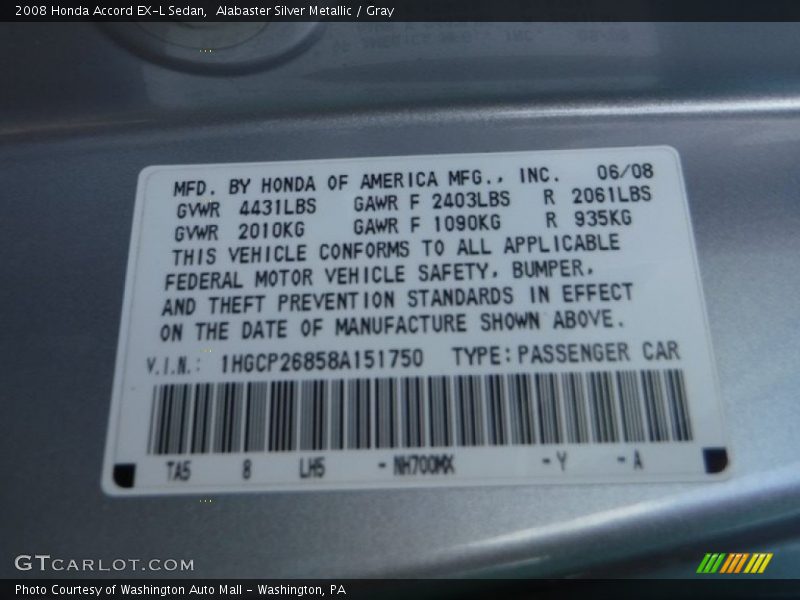 2008 Honda Accord EX-L Sedan,  Alabaster Silver Metallic / Gray
MFD. BY HONDA OF AMERICA MFG., INC. 06/08
GVWR 4431LBS GAWR F 2403LBS R 2061LBS
GVWR 2010KG GAWR F 1090KG R 935KG
THIS VEHICLE CONFORMS TO ALL APPLICABLE
FEDERAL MOTOR VEHICLE SAFETY, BUMPER,
AND THEFT PREVENTION STANDARDS IN EFFECT
ON THE DATE OF MANUFACTURE SHOWN ABOVE.
V.I.N.: 1HGCP26858A151750 TYPE: PASSENGER CAR
TA5 8 LH5 - NH700MX - Y - A
GTCARLOT.COM
Photo Courtesy of Washington Auto Mall - Washington, PA